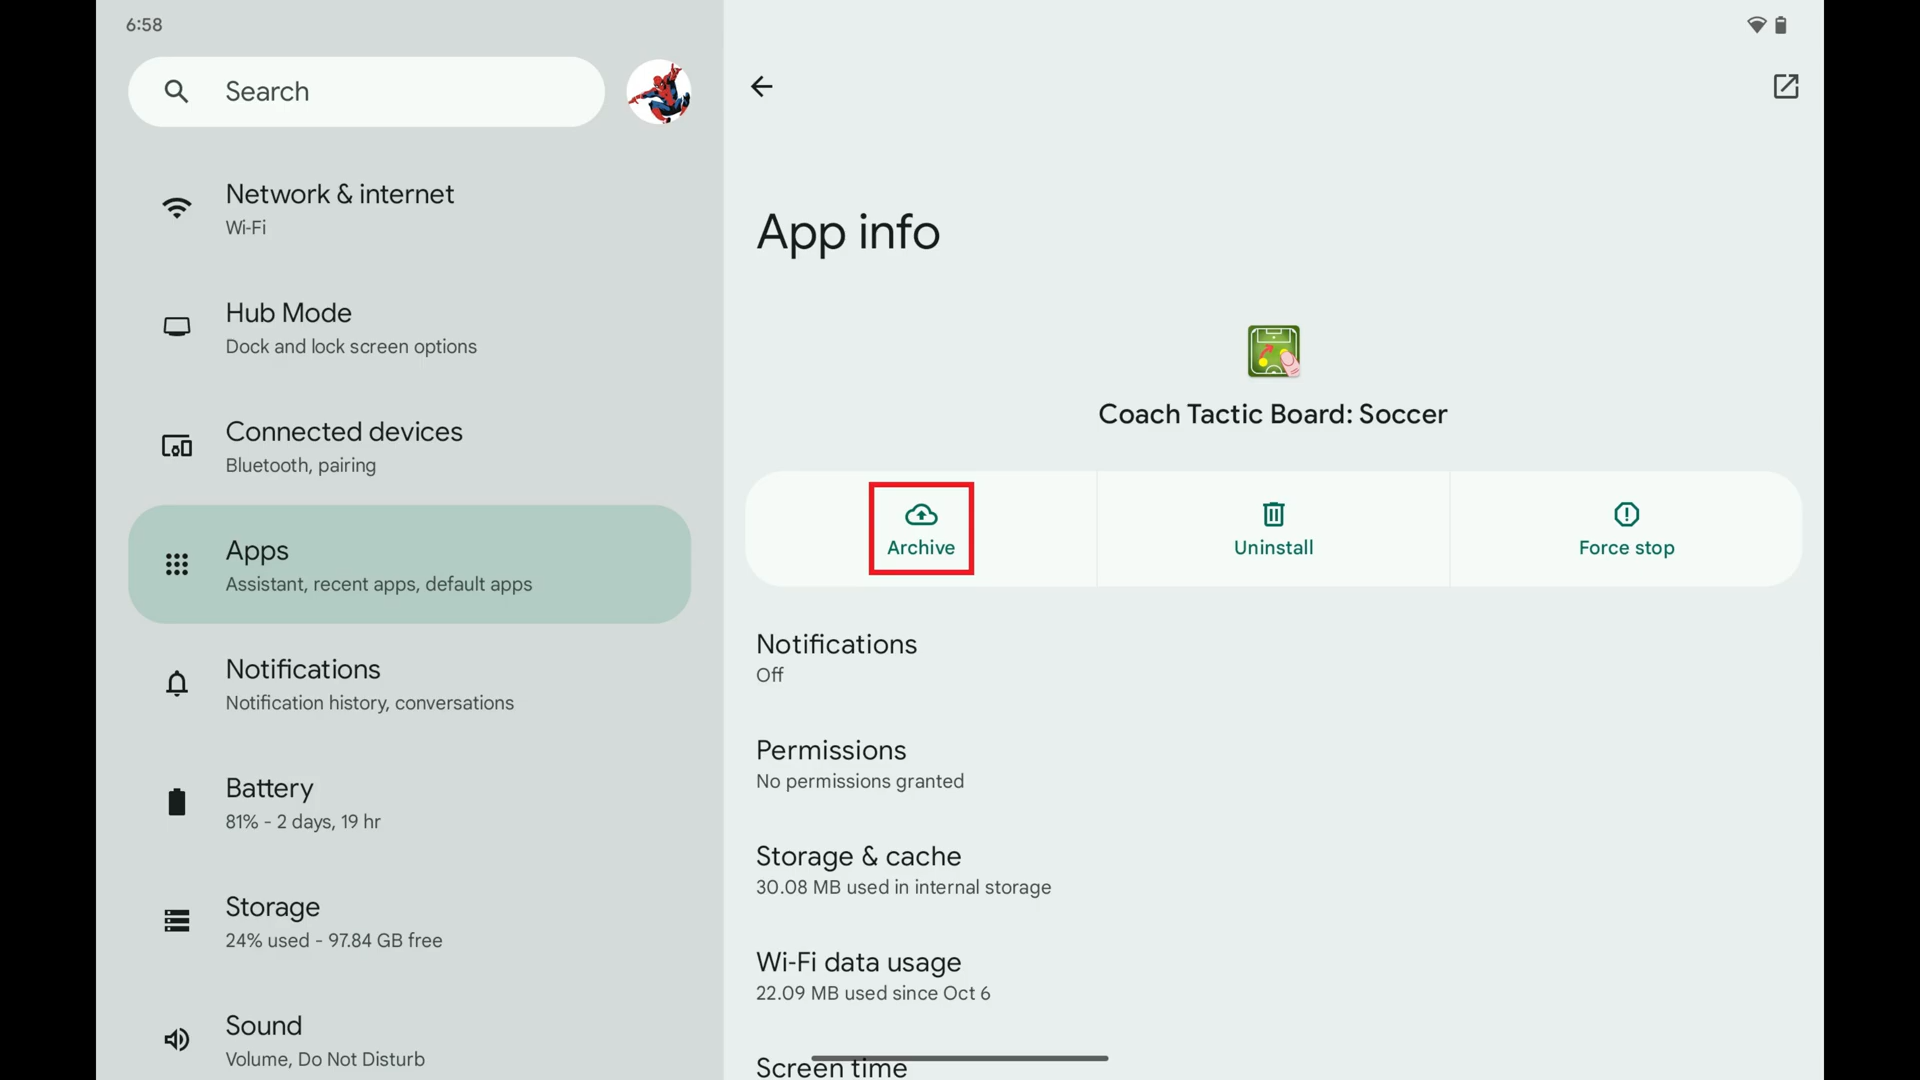 6:58
Search
Network & internet
Wi-Fi
Hub Mode
Dock and lock screen options
Connected devices
Bluetooth, pairing
Apps
Assistant, recent apps, default apps
Notifications
Notification history, conversations
Battery
81% - 2 days, 19 hr
Storage
24% used - 97.84 GB free
Sound
Volume, Do Not Disturb
App info
Coach Tactic Board: Soccer
Archive
Uninstall
Force stop
Notifications
Off
Permissions
No permissions granted
Storage & cache
30.08 MB used in internal storage
Wi-Fi data usage
22.09 MB used since Oct 6
Screen time